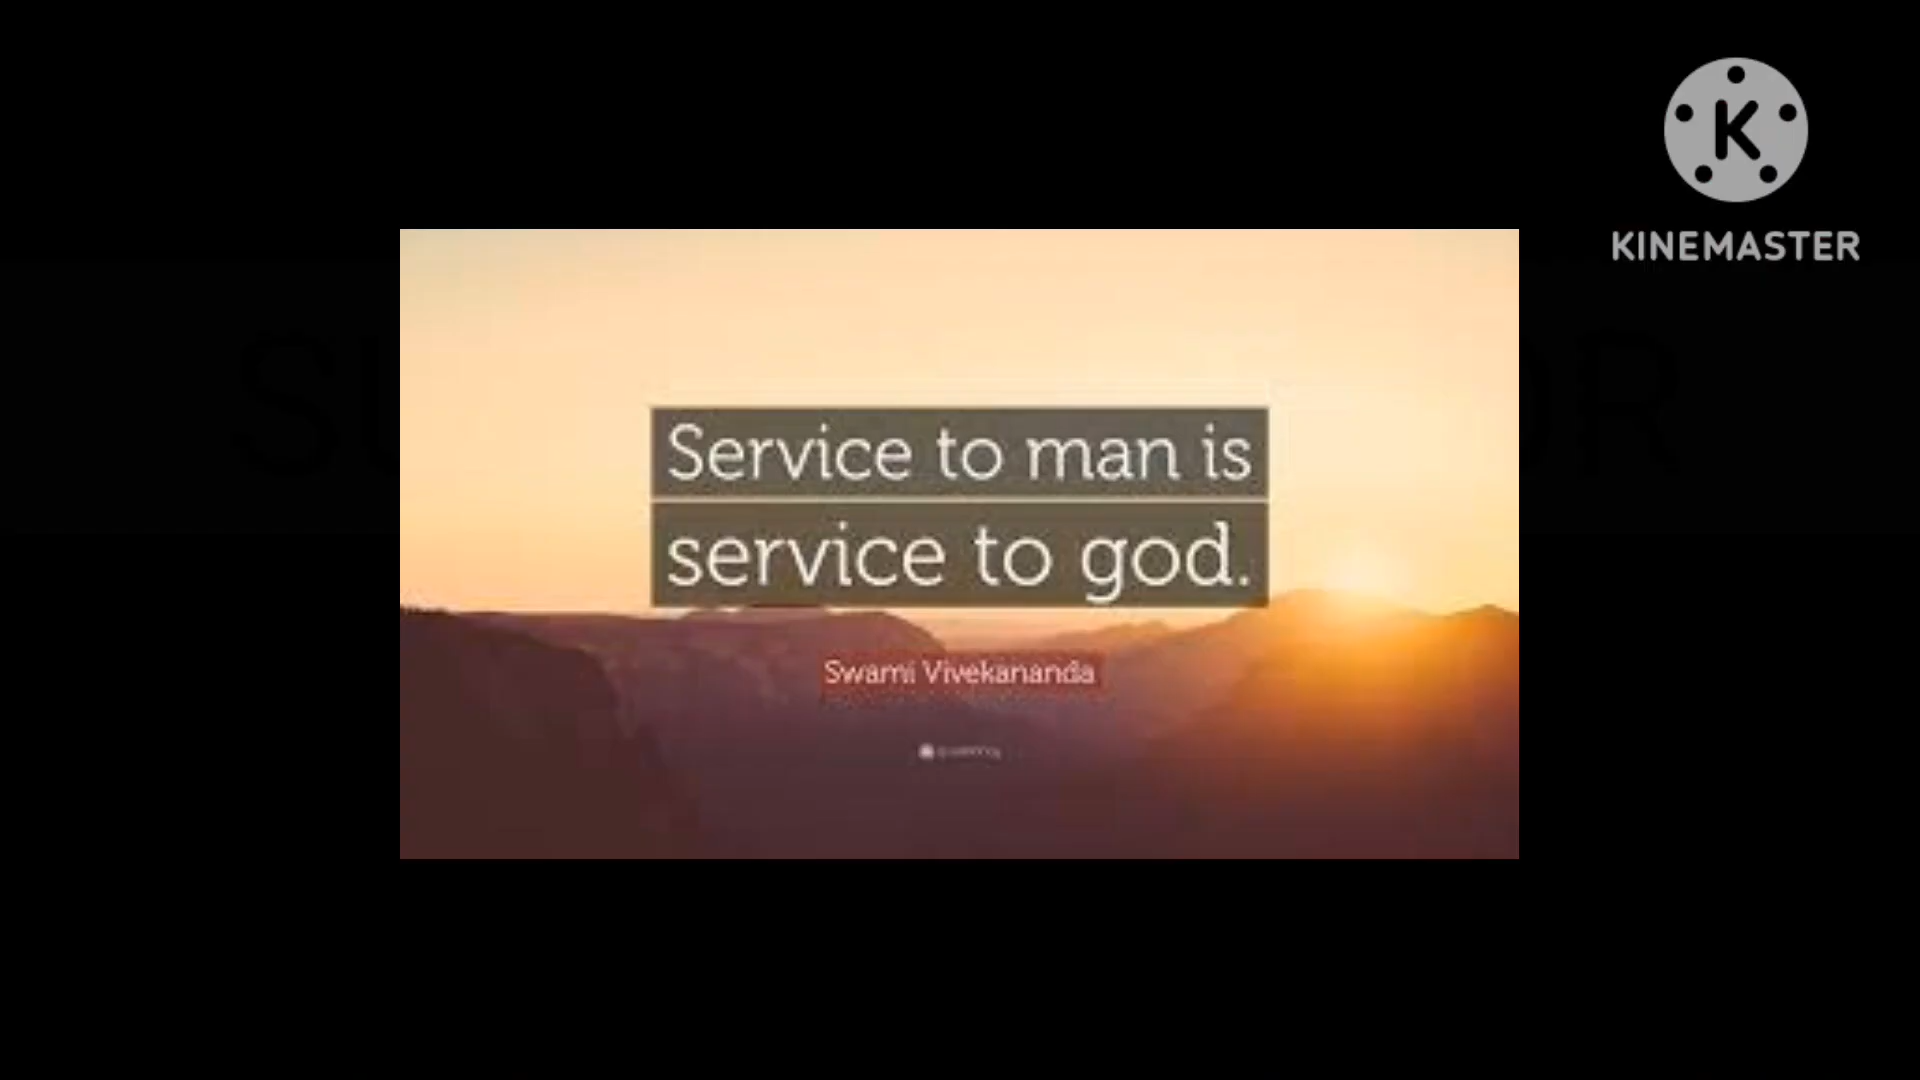 KINEMASTER
Service to man is
service to god.
Swami Vivekananda